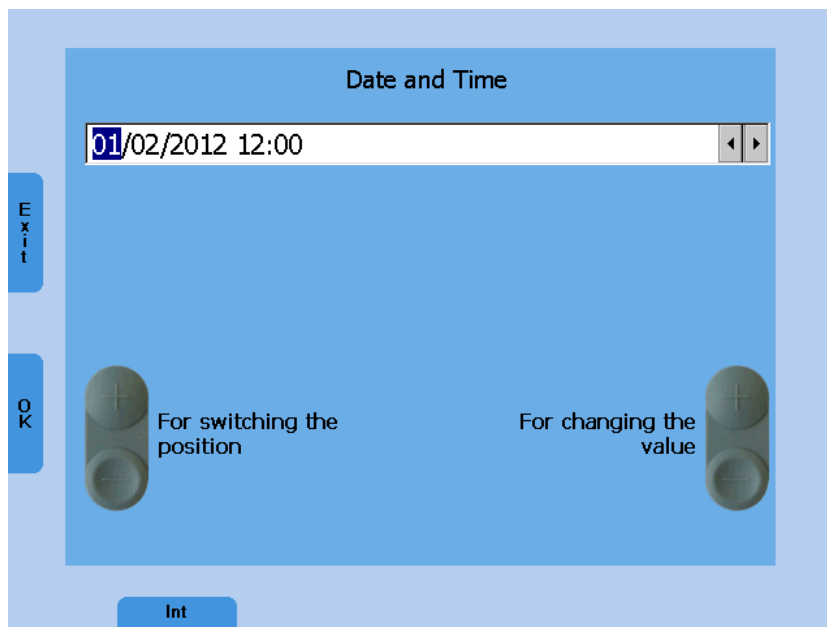 Date and Time
01/02/2012 12:00
Exit
OK
For switching the
position
For changing the
value
Int